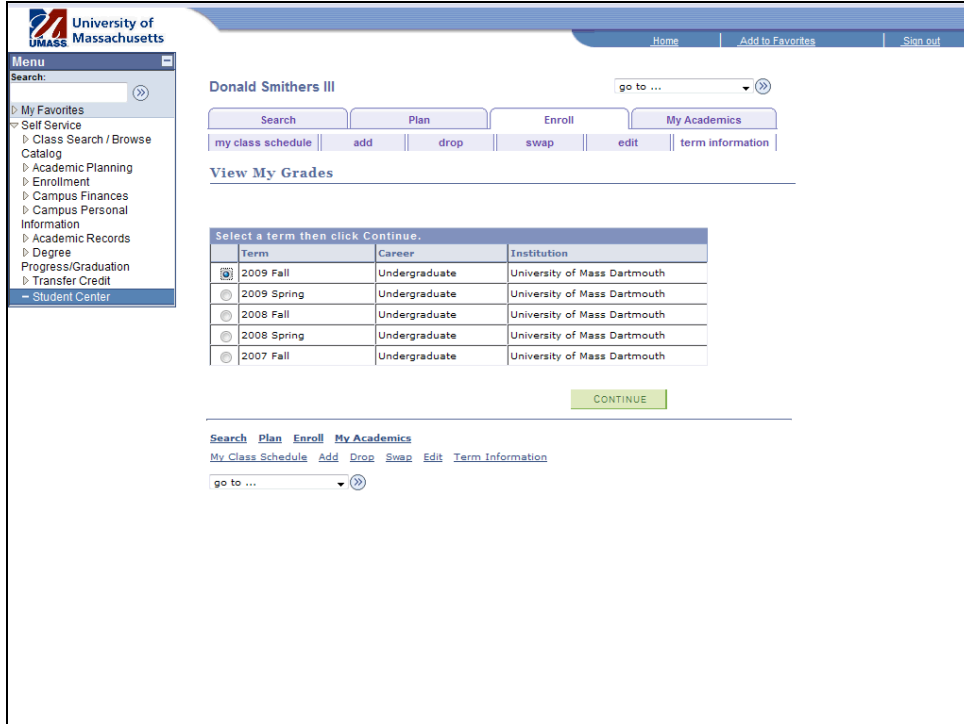 University of
UMASS Massachusetts
Home Add to Favorites Sign out
Menu
Search:
My Favorites
Self Service
Class Search / Browse
Catalog
Academic Planning
Enrollment
Campus Finances
Campus Personal
Information
Academic Records
Degree
Progress/Graduation
Transfer Credit
Student Center
Donald Smithers III go to ...
Search Plan Enroll My Academics
my class schedule add drop swap edit term information
View My Grades
Select a term then click Continue.
Term Career Institution
2009 Fall Undergraduate University of Mass Dartmouth
2009 Spring Undergraduate University of Mass Dartmouth
2008 Fall Undergraduate University of Mass Dartmouth
2008 Spring Undergraduate University of Mass Dartmouth
2007 Fall Undergraduate University of Mass Dartmouth
CONTINUE
Search Plan Enroll My Academics
My Class Schedule Add Drop Swap Edit Term Information
go to ...